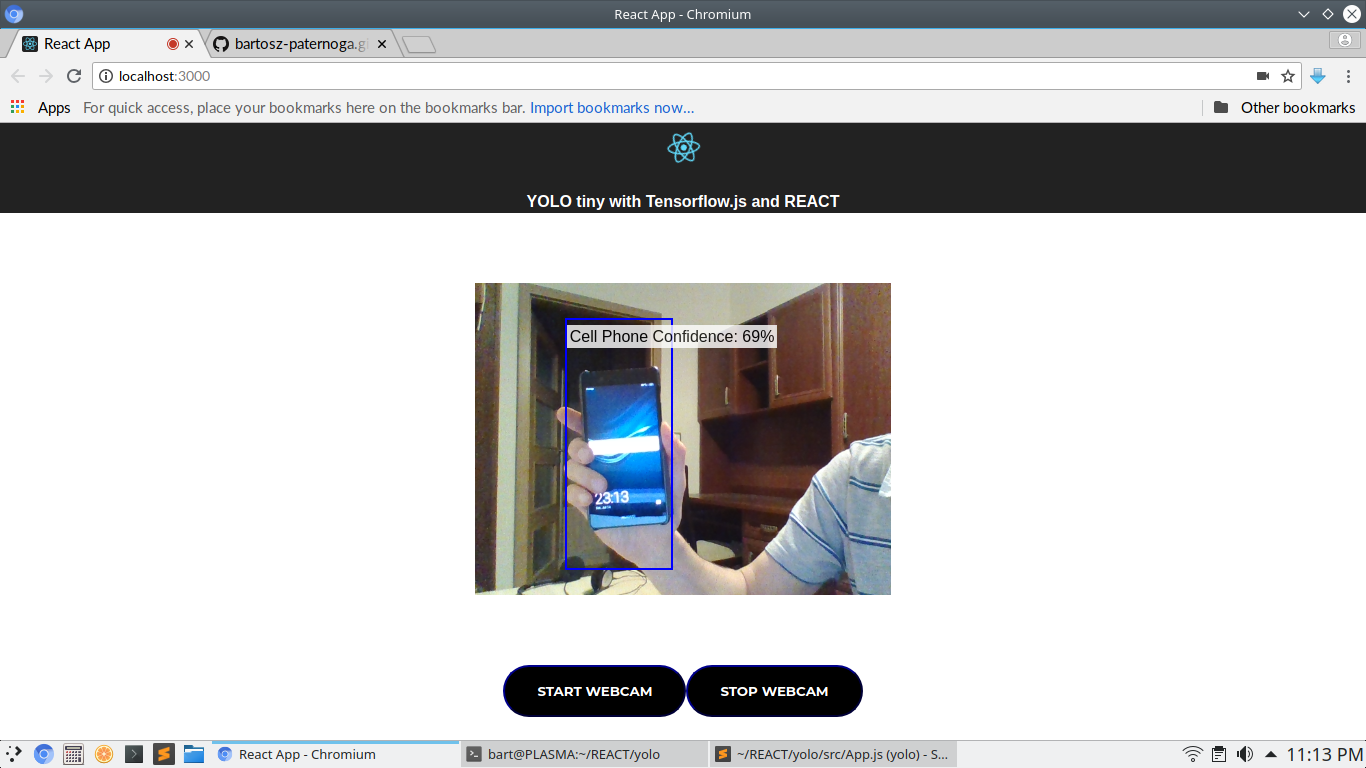 React App - Chromium
React App
bartosz-paternoga.gi
localhost:3000
Apps For quick access, place your bookmarks here on the bookmarks bar. Import bookmarks now...
Other bookmarks
YOLO tiny with Tensorflow.js and REACT
Cell Phone Confidence: 69%
23:13
START WEBCAM
STOP WEBCAM
React App - Chromium
bart@PLASMA:~/REACT/yolo
~/REACT/yolo/src/App.js (yolo) - S...
11:13 PM